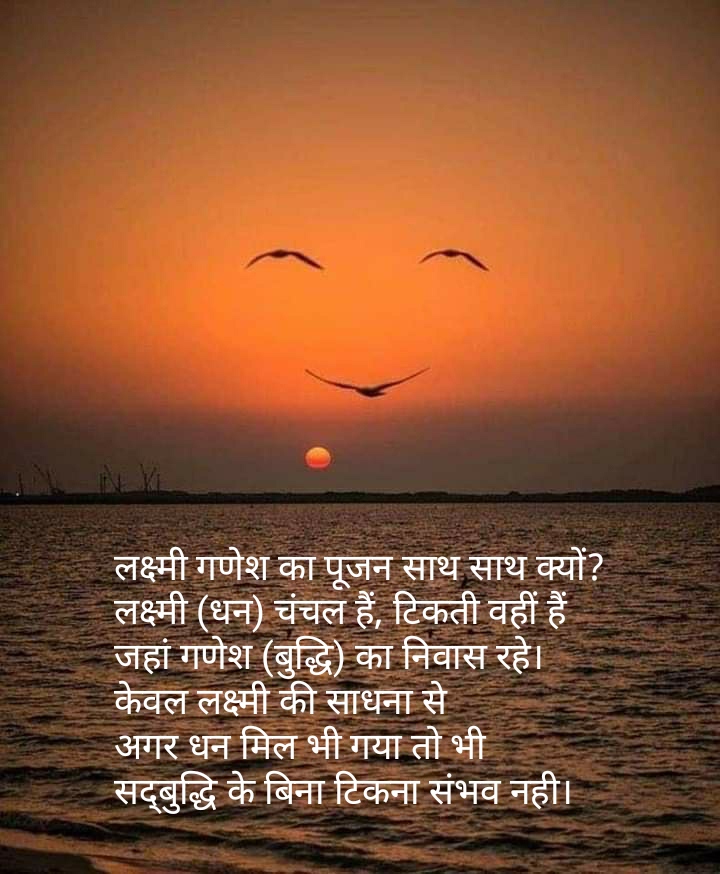 लक्ष्मी गणेश का पूजन साथ साथ क्यों?
लक्ष्मी (धन) चंचल हैं, टिकती वहीं हैं
जहां गणेश (बुद्धि) का निवास रहे।
केवल लक्ष्मी की साधना से
अगर धन मिल भी गया तो भी
सद्बुद्धि के बिना टिकना संभव नही।